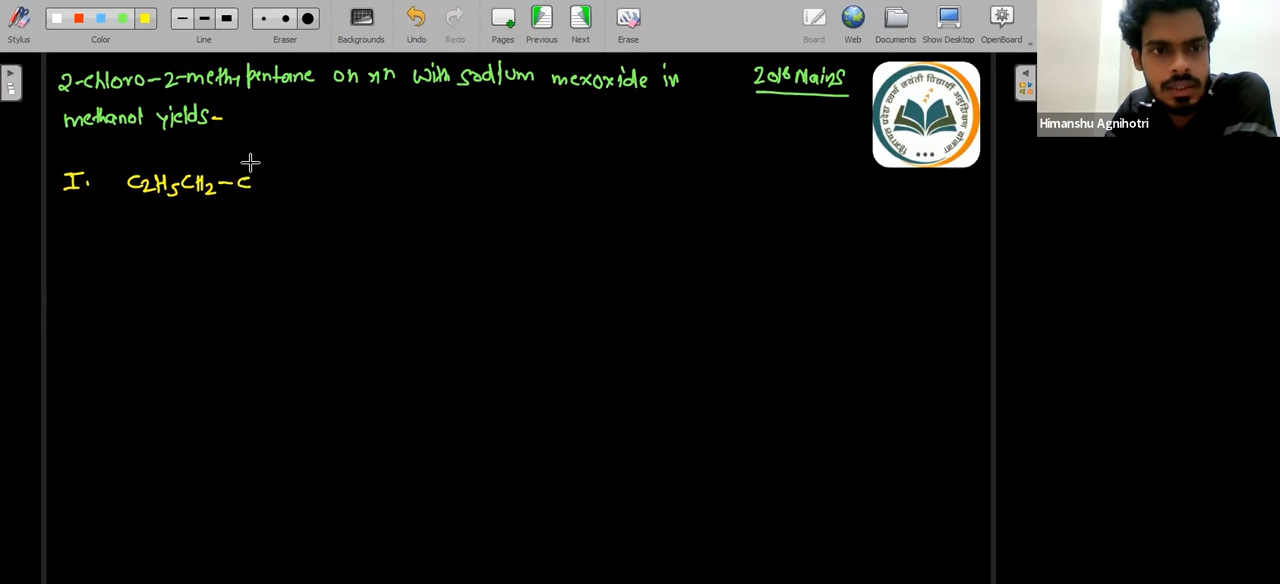 Stylus
Color
Line
Eraser
Backgrounds
Undo
Redo
Pages
Previous
Next
Erase
Board
Web
Documents
Show Desktop
OpenBoard
2-chloro-2-methylpentane on rxn with sodium mexoxide in
methanol yields-
2016 Mains
I. C2H5CH2-C
Himanshu Agnihotri